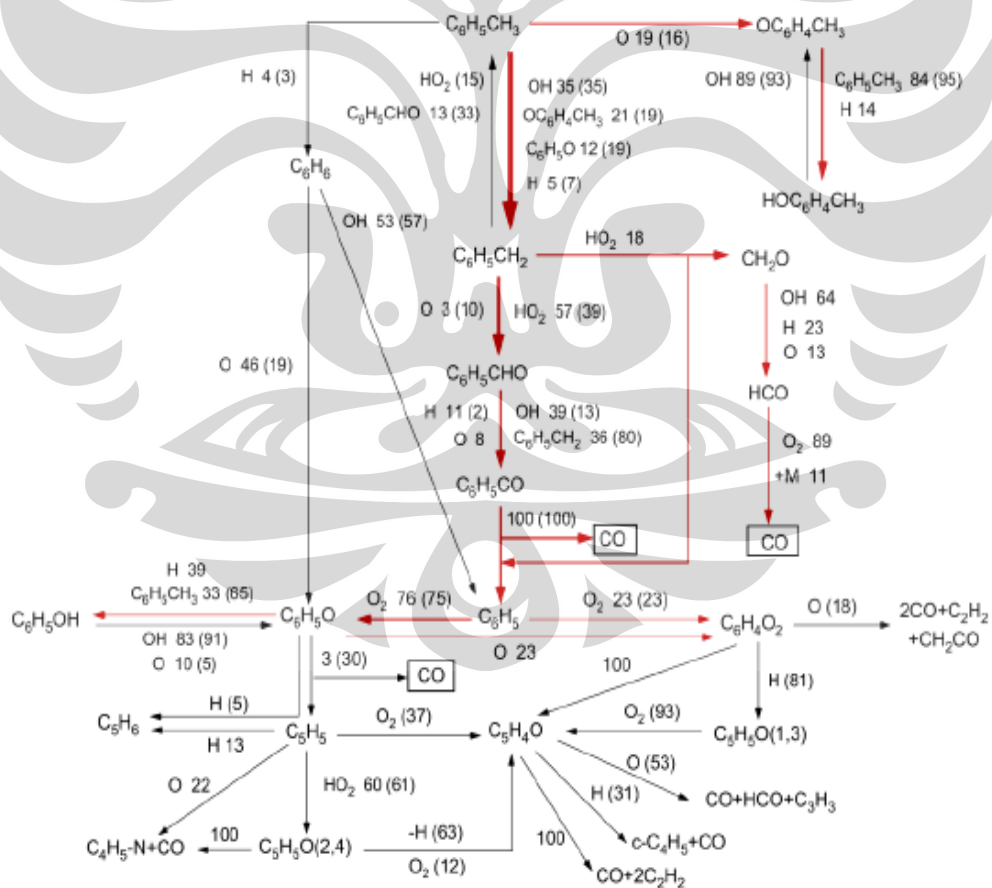 C6H5CH3
O 19 (16)
OC6H4CH3
H 4 (3)
HO2 (15)
C6H5CHO 13 (33)
OH 35 (35)
OC6H4CH3 21 (19)
C6H5O 12 (19)
H 5 (7)
OH 89 (93)
C6H5CH3 84 (95)
H 14
C6H6
HOC6H4CH3
OH 53 (57)
C6H5CH2
HO2 18
CH2O
O 3 (10)
HO2 57 (39)
OH 64
H 23
O 13
O 46 (19)
C6H5CHO
HCO
H 11 (2)
O 8
OH 39 (13)
C6H5CH2 36 (80)
O2 89
+M 11
C6H5CO
100 (100)
CO
CO
H 39
C6H5CH3 33 (65)
C6H5OH
OH 83 (91)
O 10 (5)
C6H5O
O2 76 (75)
C6H5
O2 23 (23)
O 23
C6H4O2
O (18)
2CO+C2H2
+CH2CO
3 (30)
CO
100
H (81)
H (5)
C5H6
H 13
C5H5
O2 (37)
C5H4O
O2 (93)
C5H5O(1,3)
O 22
HO2 60 (61)
O (53)
H (31)
CO+HCO+C3H3
C4H5-N+CO
100
C5H5O(2,4)
-H (63)
O2 (12)
100
c-C4H5+CO
CO+2C2H2